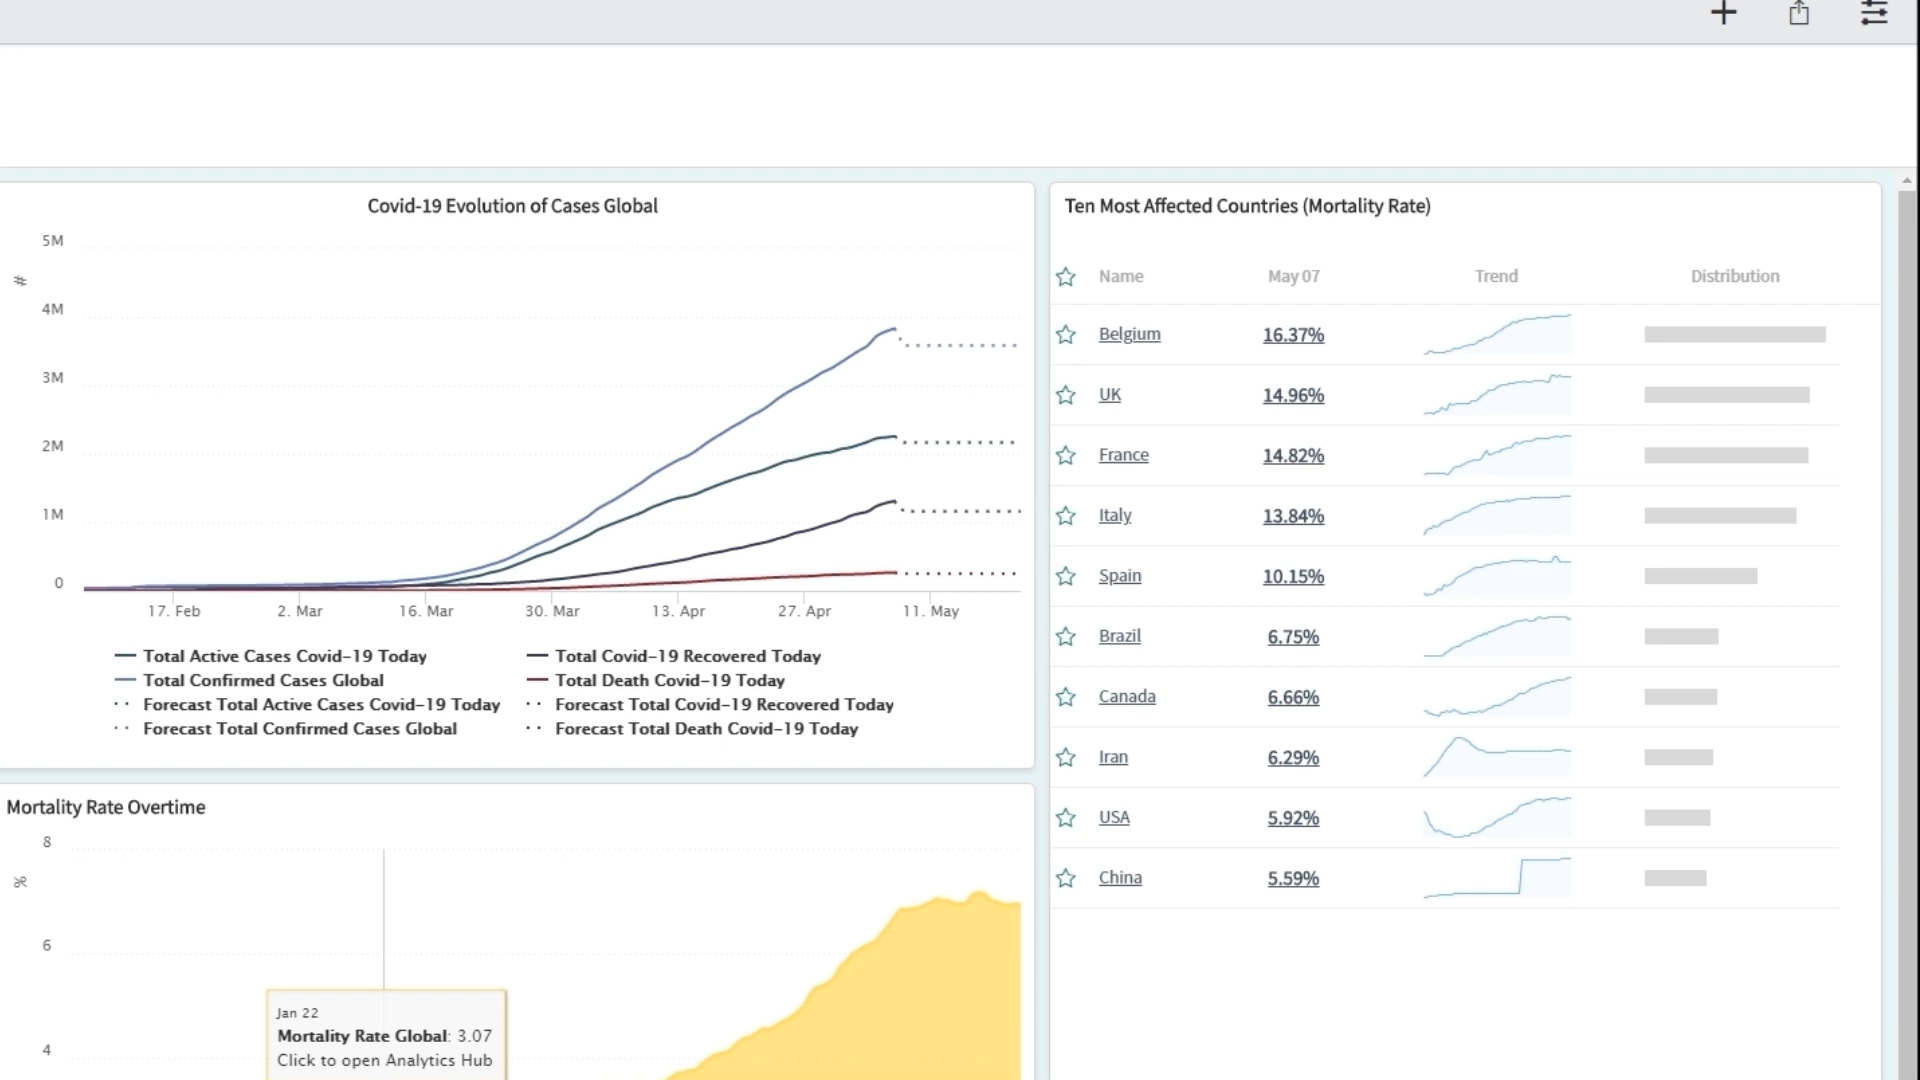 Covid-19 Evolution of Cases Global
5M
#
4M
3M
2M
1M
0
17. Feb 2. Mar 16. Mar 30. Mar 13. Apr 27. Apr 11. May
Total Active Cases Covid-19 Today Total Covid-19 Recovered Today
Total Confirmed Cases Global Total Death Covid-19 Today
Forecast Total Active Cases Covid-19 Today Forecast Total Covid-19 Recovered Today
Forecast Total Confirmed Cases Global Forecast Total Death Covid-19 Today
Mortality Rate Overtime
8
%
6
4
Jan 22
Mortality Rate Global: 3.07
Click to open Analytics Hub
Ten Most Affected Countries (Mortality Rate)
Name May 07 Trend Distribution
Belgium 16.37%
UK 14.96%
France 14.82%
Italy 13.84%
Spain 10.15%
Brazil 6.75%
Canada 6.66%
Iran 6.29%
USA 5.92%
China 5.59%